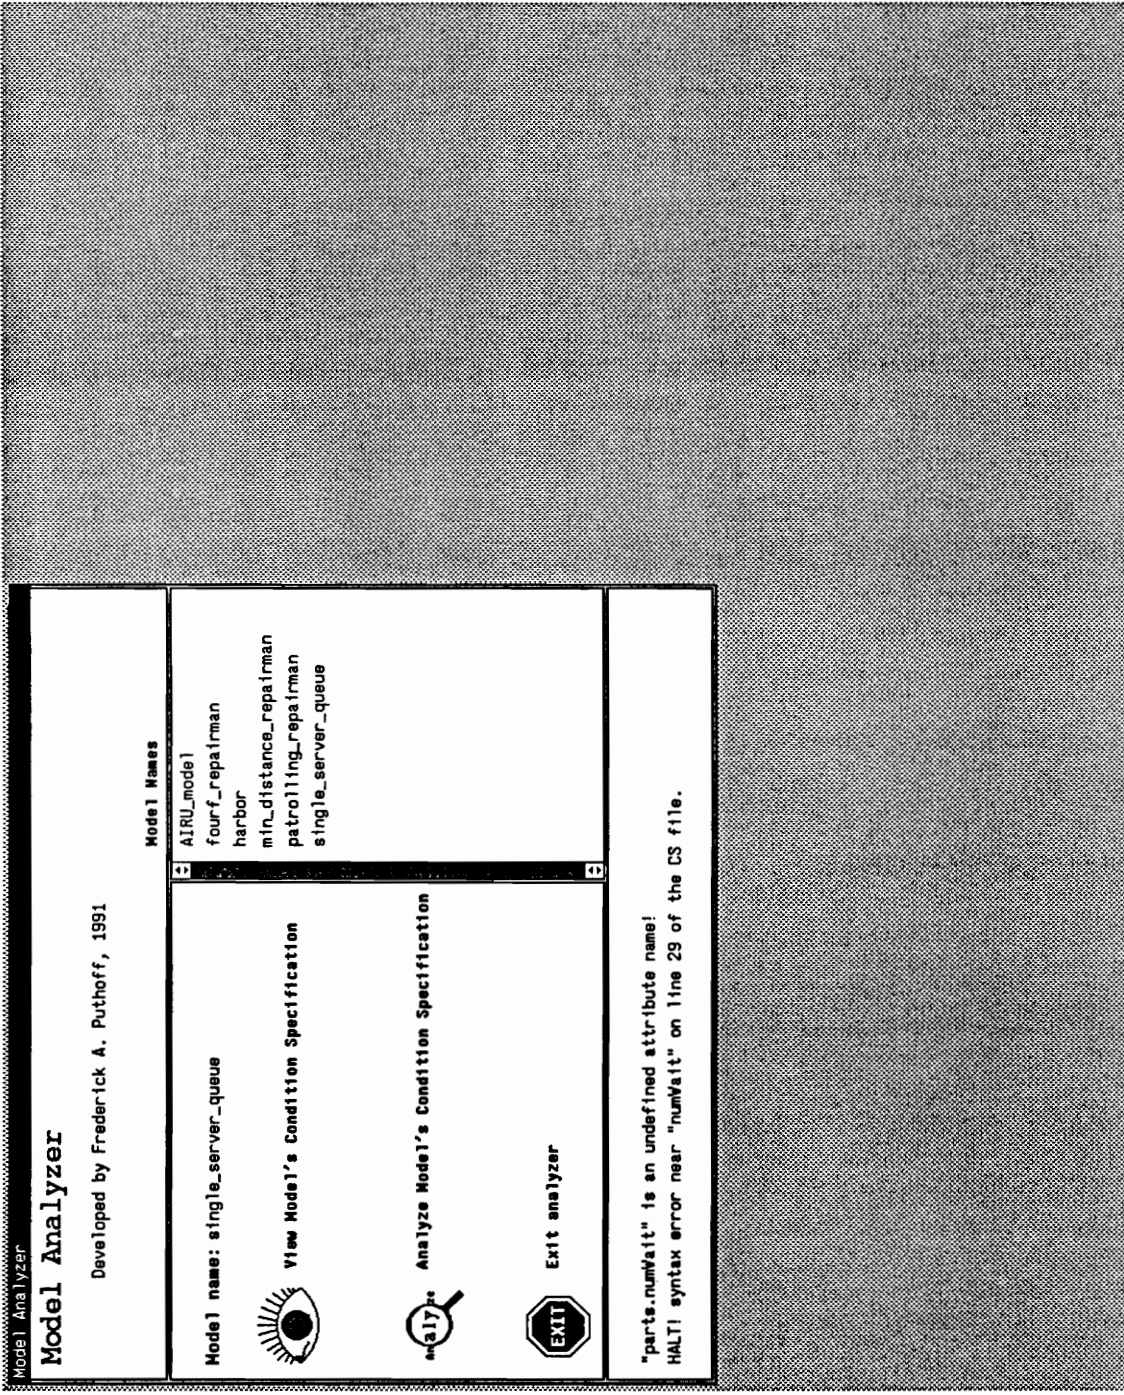 Model Analyzer
Model Analyzer
Developed by Frederick A. Puthoff, 1991
Model Names
Model name: single_server_queue
View Model's Condition Specification
Analyze
Analyze Model's Condition Specification
EXIT
Exit analyzer
AIRU_model
fourf_repairman
harbor
min_distance_repairman
patrolling_repairman
single_server_queue
"parts.numWait" is an undefined attribute name!
HALT! syntax error near "numWait" on line 29 of the CS file.